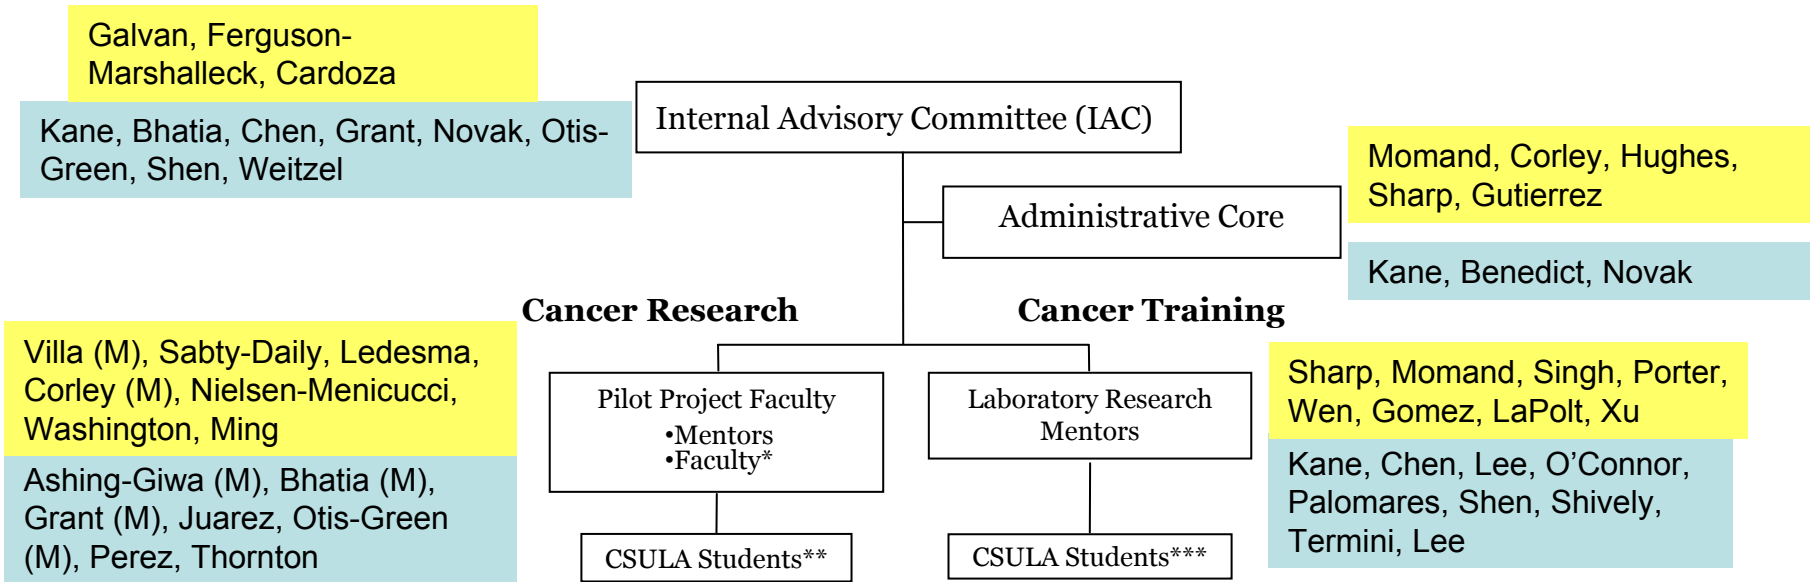 Galvan, Ferguson-
Marshalleck, Cardoza
Kane, Bhatia, Chen, Grant, Novak, Otis-
Green, Shen, Weitzel
Internal Advisory Committee (IAC)
Momand, Corley, Hughes,
Sharp, Gutierrez
Administrative Core
Kane, Benedict, Novak
Cancer Research
Cancer Training
Villa (M), Sabty-Daily, Ledesma,
Corley (M), Nielsen-Menicucci,
Washington, Ming
Ashing-Giwa (M), Bhatia (M),
Grant (M), Juarez, Otis-Green
(M), Perez, Thornton
Pilot Project Faculty
•Mentors
•Faculty*
CSULA Students**
Laboratory Research
Mentors
CSULA Students***
Sharp, Momand, Singh, Porter,
Wen, Gomez, LaPolt, Xu
Kane, Chen, Lee, O’Connor,
Palomares, Shen, Shively,
Termini, Lee